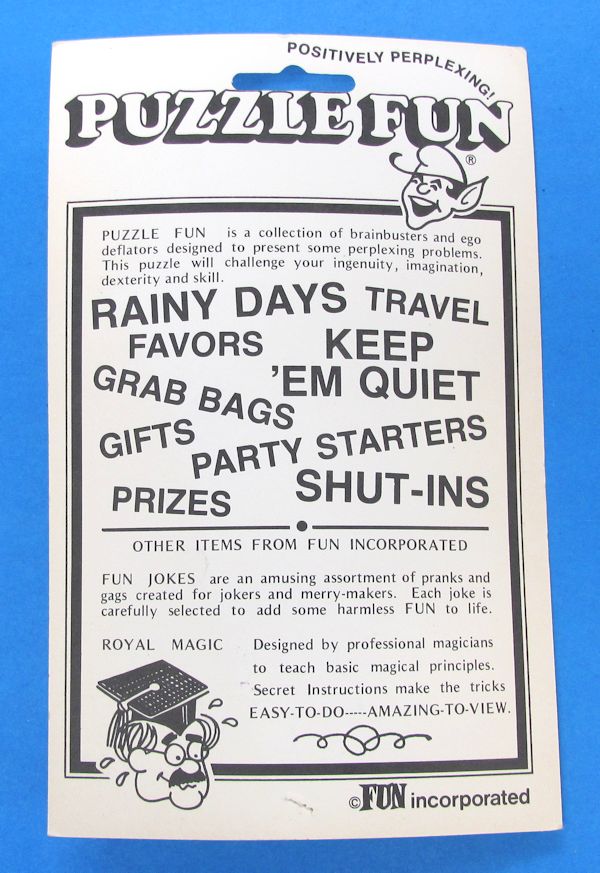 POSITIVELY PERPLEXING!
PUZZLE FUN®
PUZZLE FUN is a collection of brainbusters and ego
deflators designed to present some perplexing problems.
This puzzle will challenge your ingenuity, imagination,
dexterity and skill.
RAINY DAYS TRAVEL
FAVORS KEEP
'EM QUIET
GRAB BAGS
GIFTS PARTY STARTERS
PRIZES SHUT-INS
OTHER ITEMS FROM FUN INCORPORATED
FUN JOKES are an amusing assortment of pranks and
gags created for jokers and merry-makers. Each joke is
carefully selected to add some harmless FUN to life.
ROYAL MAGIC Designed by professional magicians
to teach basic magical principles.
Secret Instructions make the tricks
EASY-TO-DO-----AMAZING-TO-VIEW.
©FUN incorporated